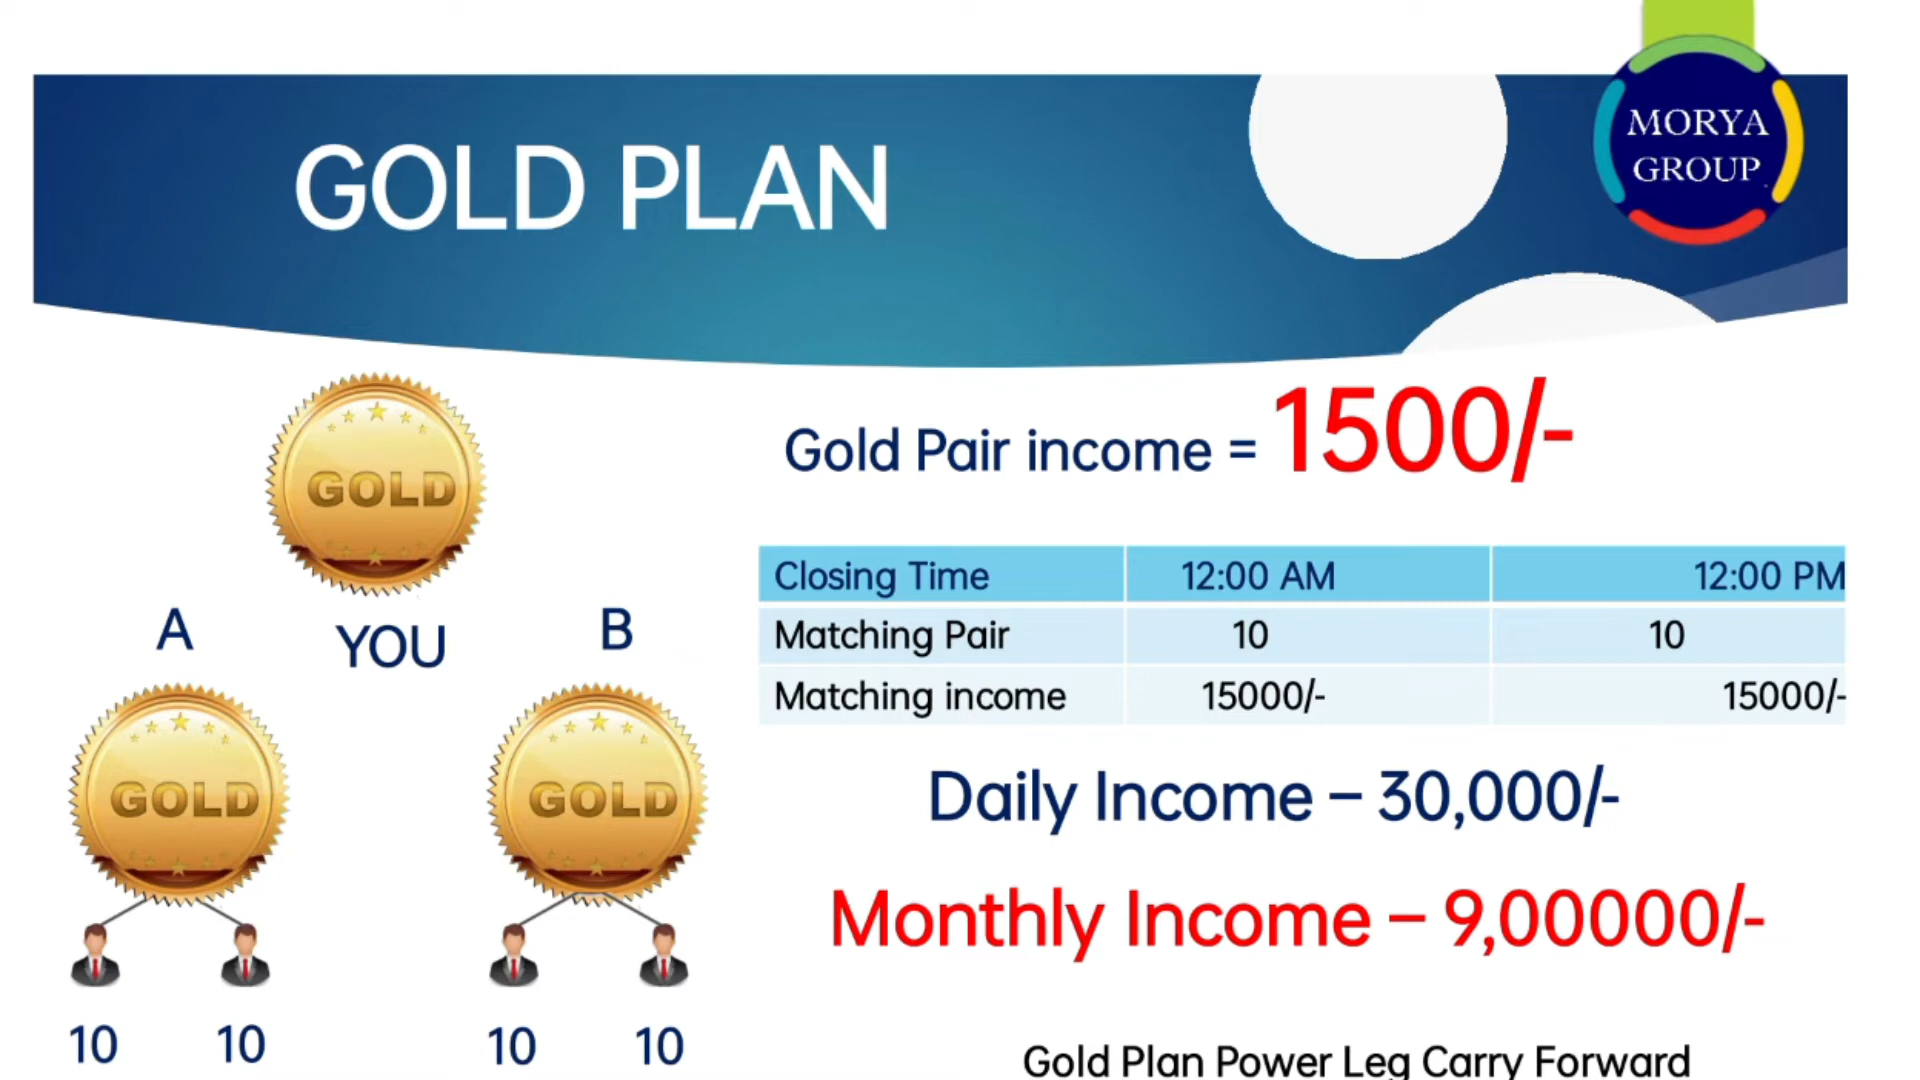 MORYA
GROUP
GOLD PLAN
GOLD
Gold Pair income = 1500/-
A
YOU
B
GOLD
GOLD
Closing Time 12:00 AM 12:00 PM
Matching Pair 10 10
Matching income 15000/- 15000/-
Daily Income – 30,000/-
Monthly Income – 9,00000/-
10 10 10 10
Gold Plan Power Leg Carry Forward